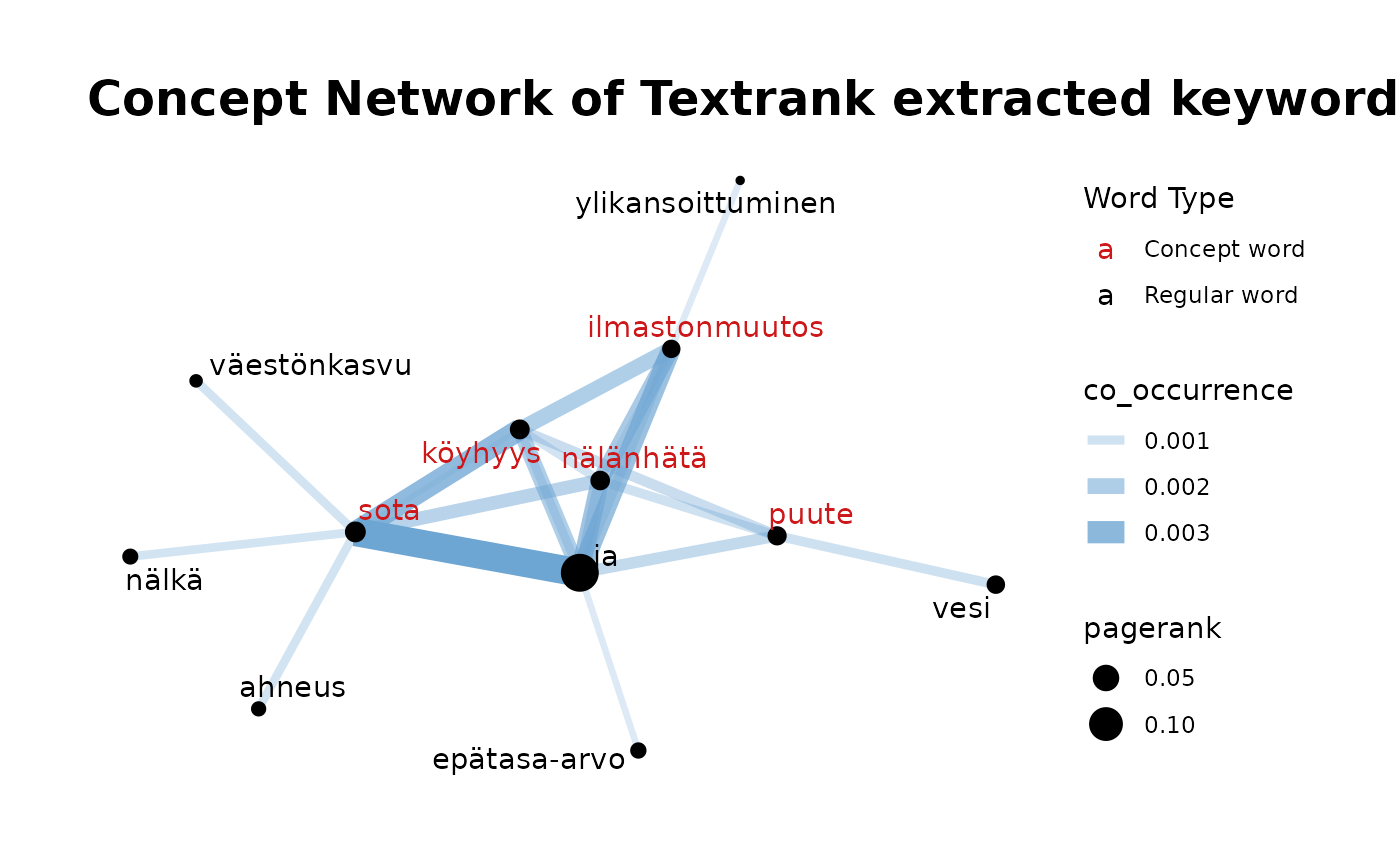 Concept Network of Textrank extracted keyword
ylikansoittuminen
ilmastonmuutos
väestönkasvu
köyhyys
nälänhätä
sota
puute
ja
nälkä
vesi
ahneus
epätasa-arvo
Word Type
a Concept word
a Regular word
co_occurrence
0.001
0.002
0.003
pagerank
0.05
0.10